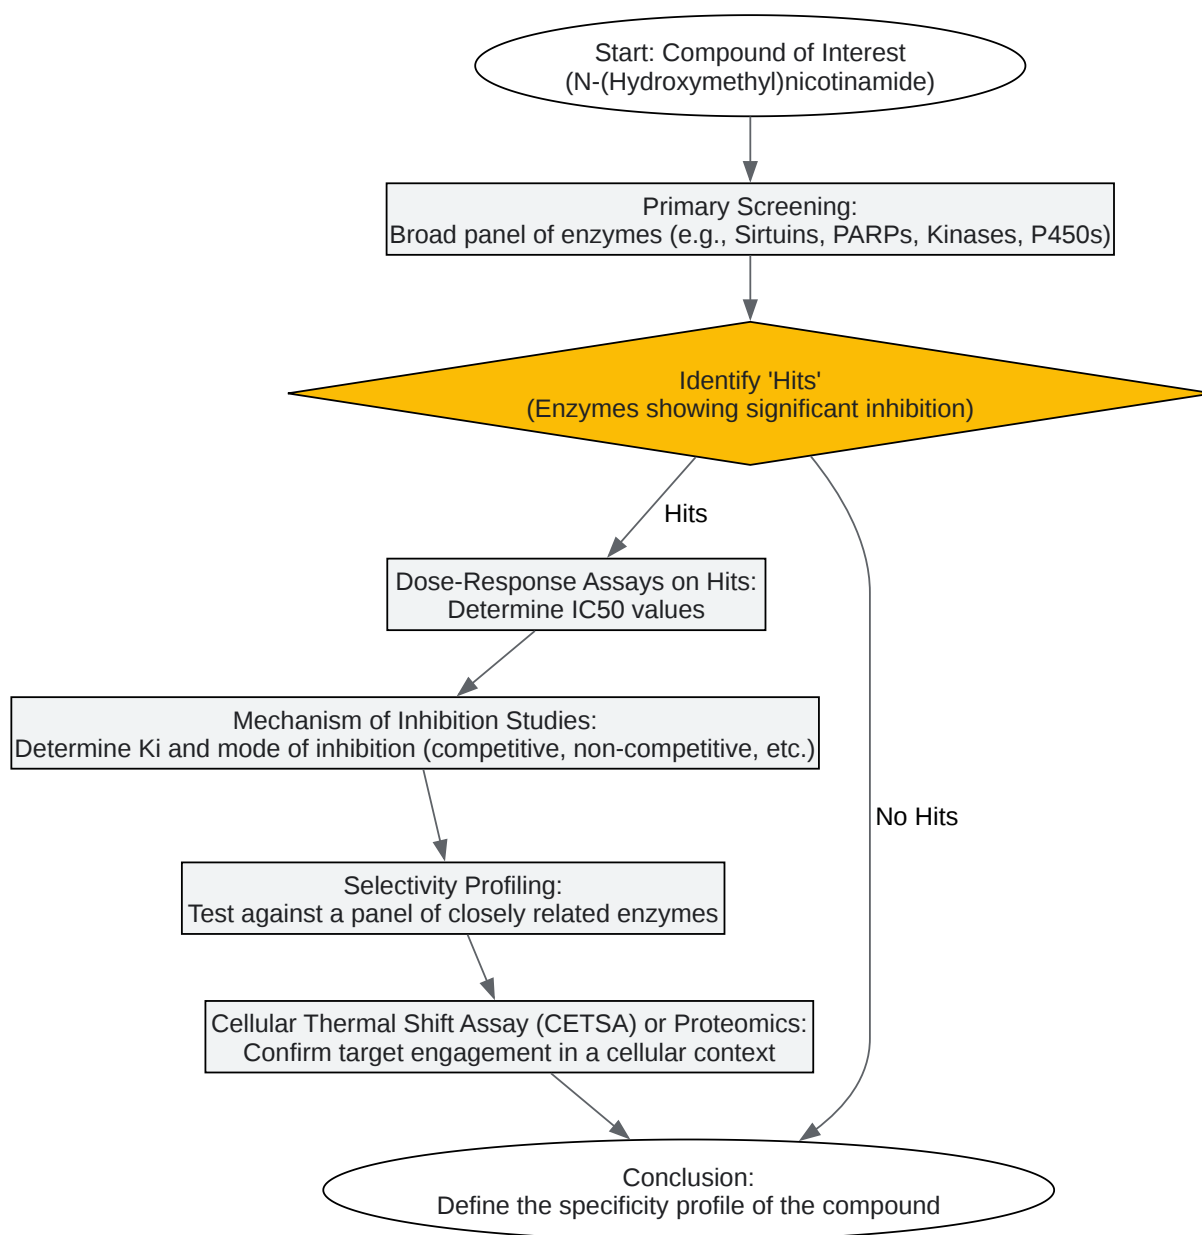 Start: Compound of Interest
(N-(Hydroxymethyl)nicotinamide)
Primary Screening:
Broad panel of enzymes (e.g., Sirtuins, PARPs, Kinases, P450s)
Identify 'Hits'
(Enzymes showing significant inhibition)
Hits
Dose-Response Assays on Hits:
Determine IC50 values
Mechanism of Inhibition Studies:
Determine Ki and mode of inhibition (competitive, non-competitive, etc.)
No Hits
Selectivity Profiling:
Test against a panel of closely related enzymes
Cellular Thermal Shift Assay (CETSA) or Proteomics:
Confirm target engagement in a cellular context
Conclusion:
Define the specificity profile of the compound